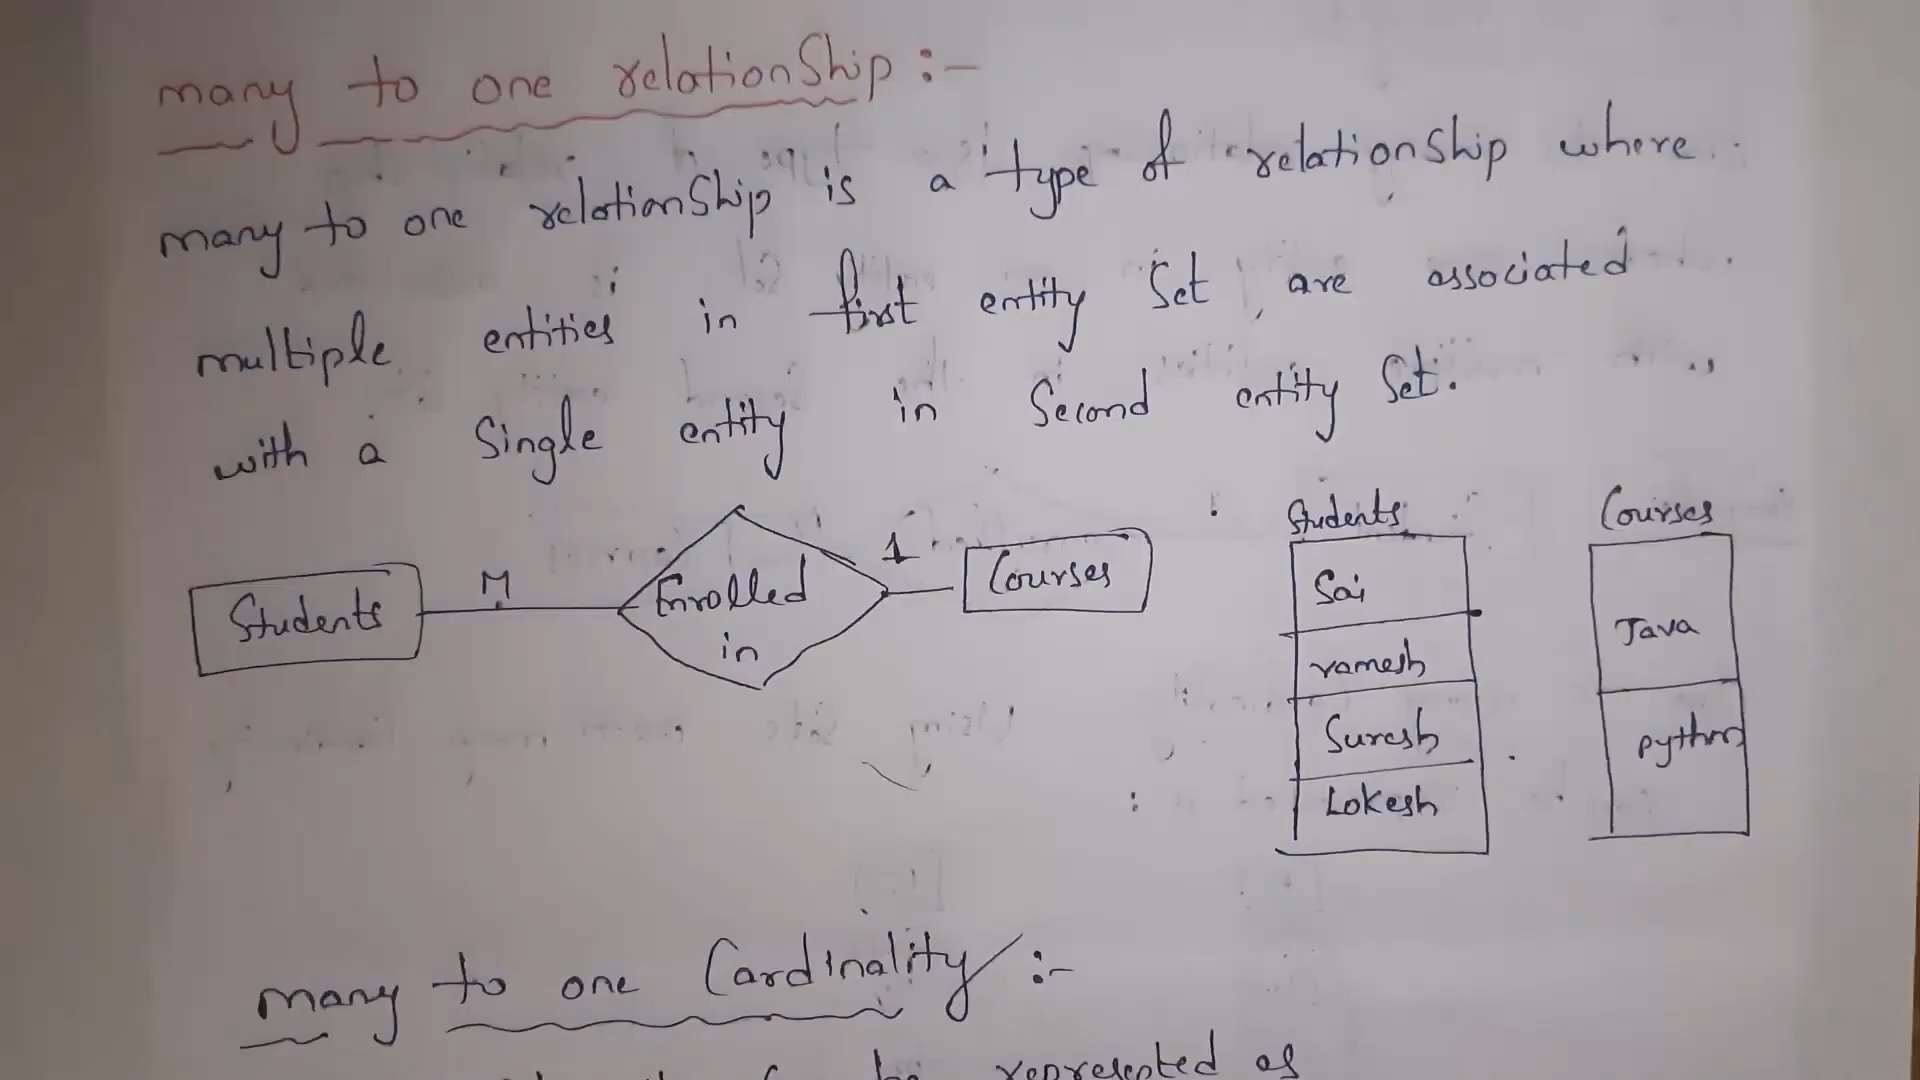 many to one relationship :-
many to one relationship is a type of relationship where
multiple entities in first entity set, are associated
with a single entity in second entity set.
Students M Enrolled in 1 Courses
Students
Sai
ramesh
Suresh
Lokesh
Courses
Java
python
many to one Cardinality :-
represented as